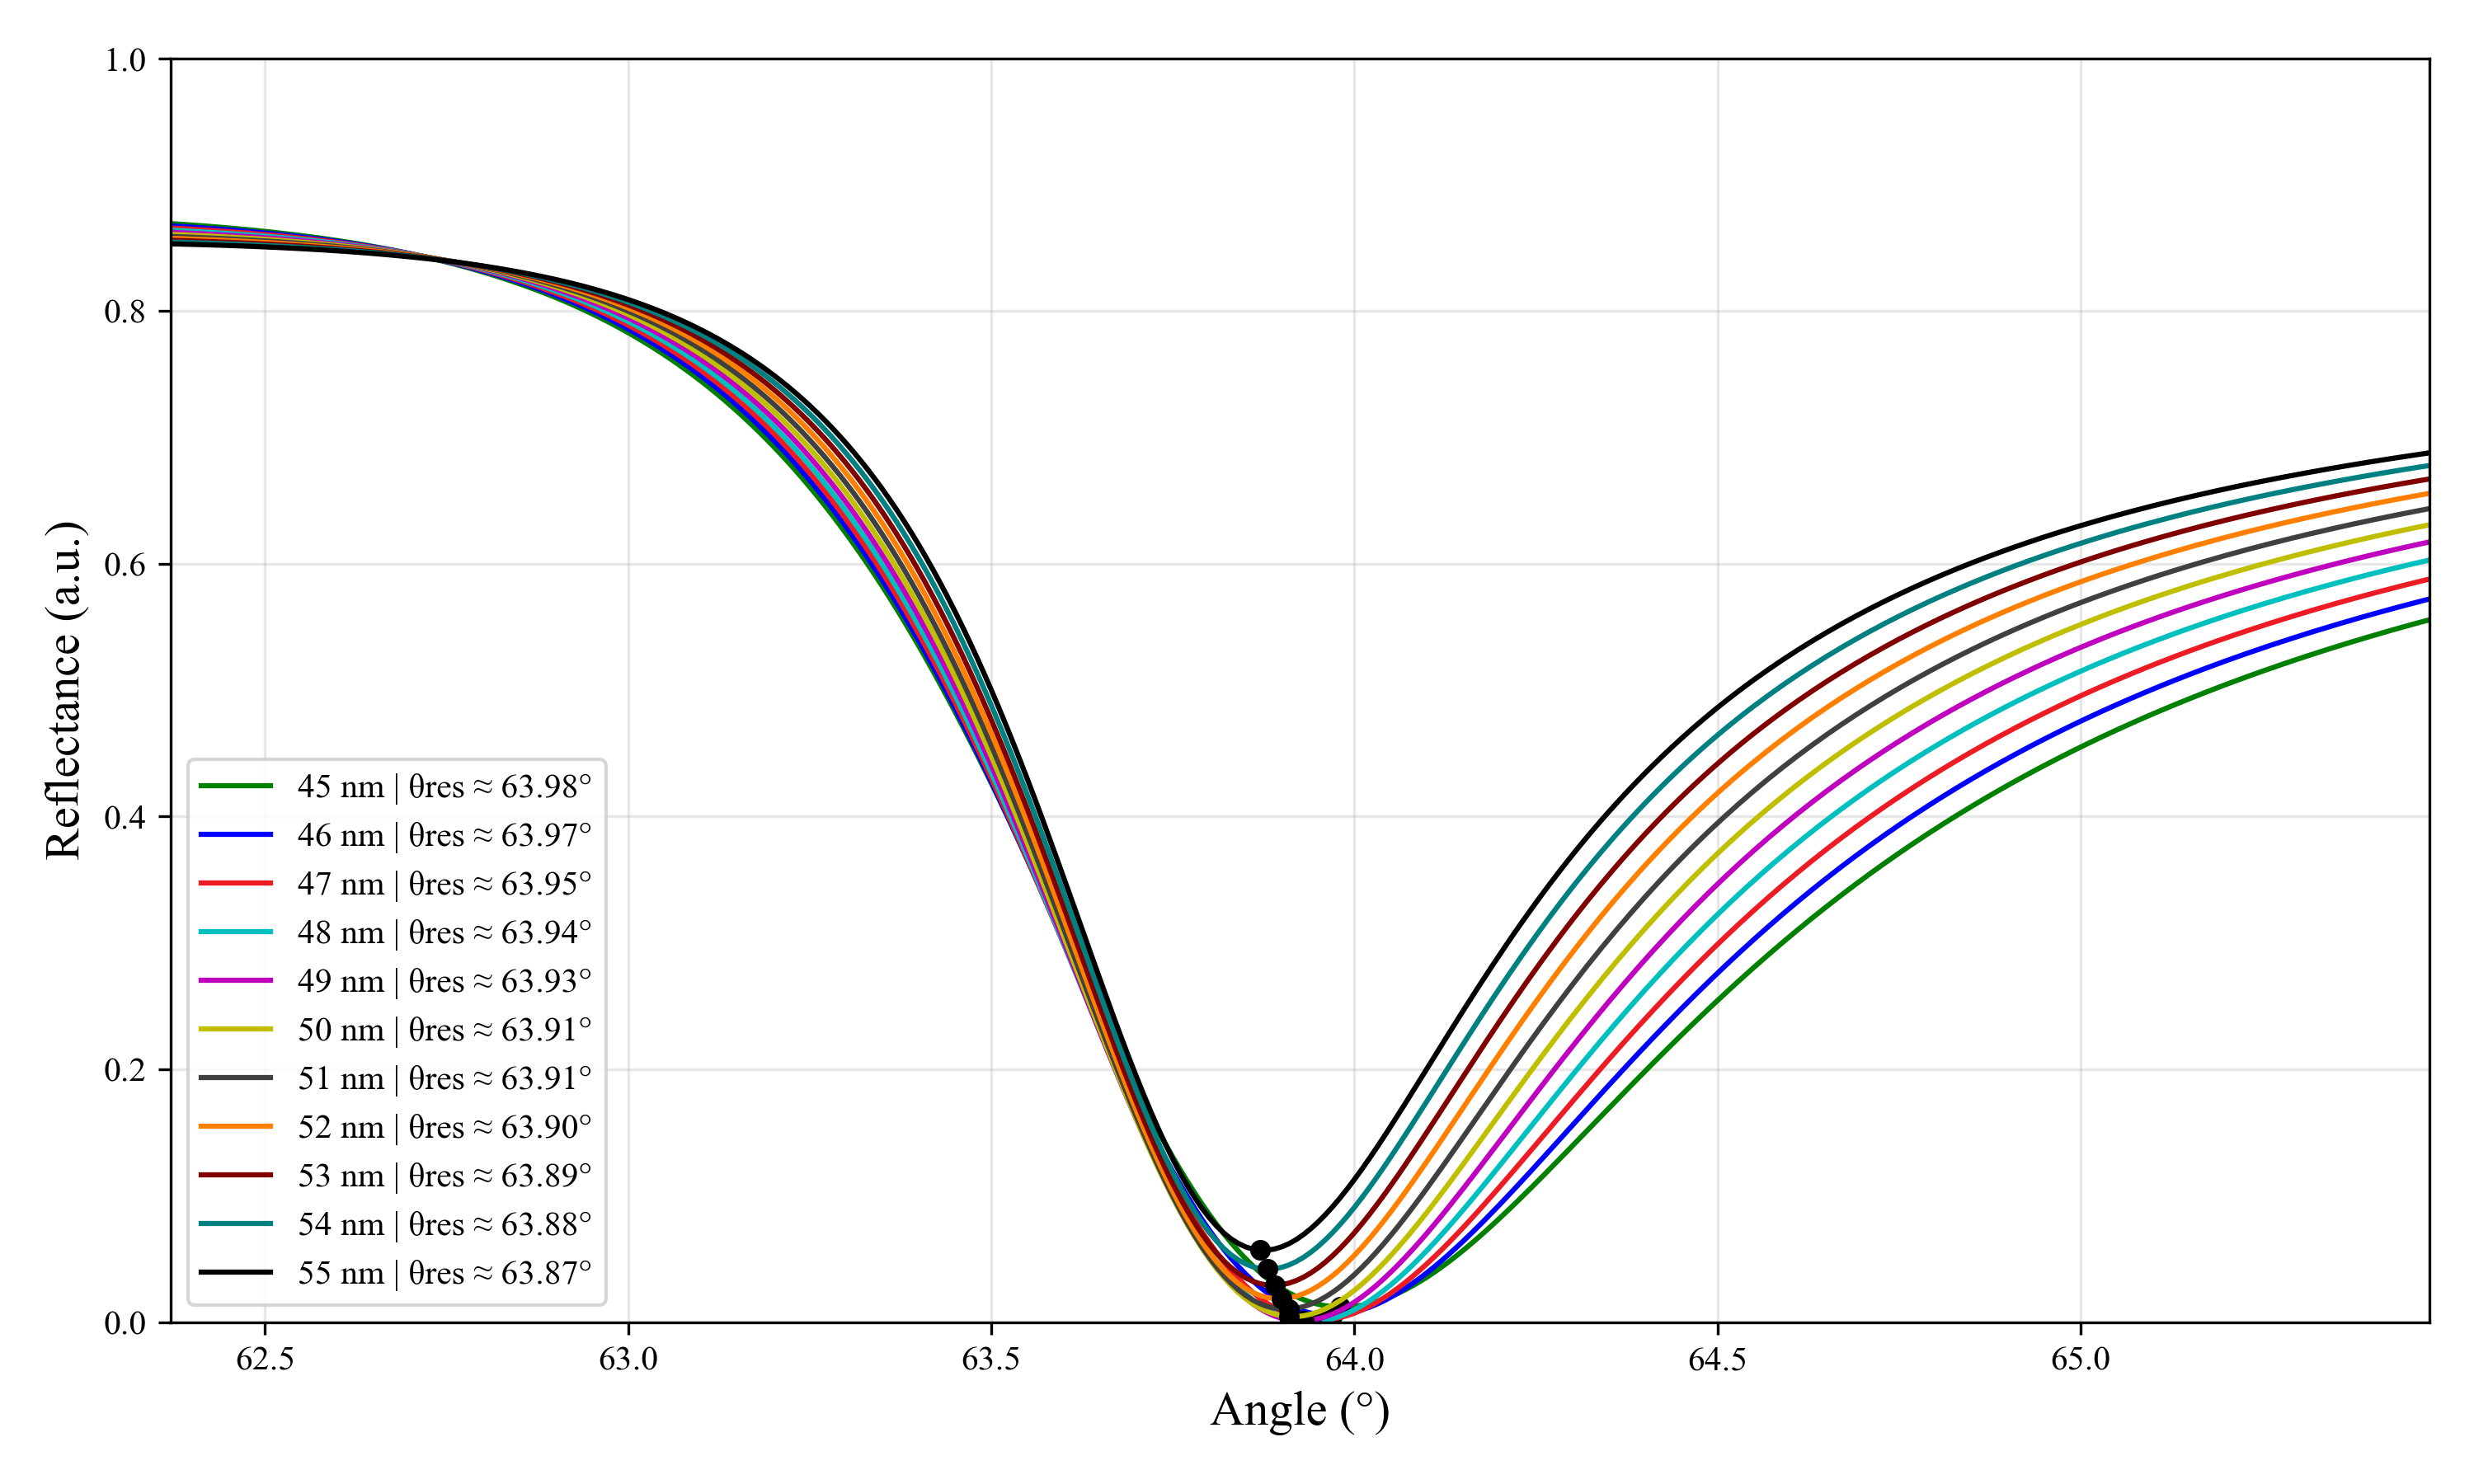 1.0
0.8
0.6
0.4
0.2
0.0
Reflectance (a.u.)
45 nm | θres ≈ 63.98°
46 nm | θres ≈ 63.97°
47 nm | θres ≈ 63.95°
48 nm | θres ≈ 63.94°
49 nm | θres ≈ 63.93°
50 nm | θres ≈ 63.91°
51 nm | θres ≈ 63.91°
52 nm | θres ≈ 63.90°
53 nm | θres ≈ 63.89°
54 nm | θres ≈ 63.88°
55 nm | θres ≈ 63.87°
62.5 63.0 63.5 64.0 64.5 65.0
Angle (°)